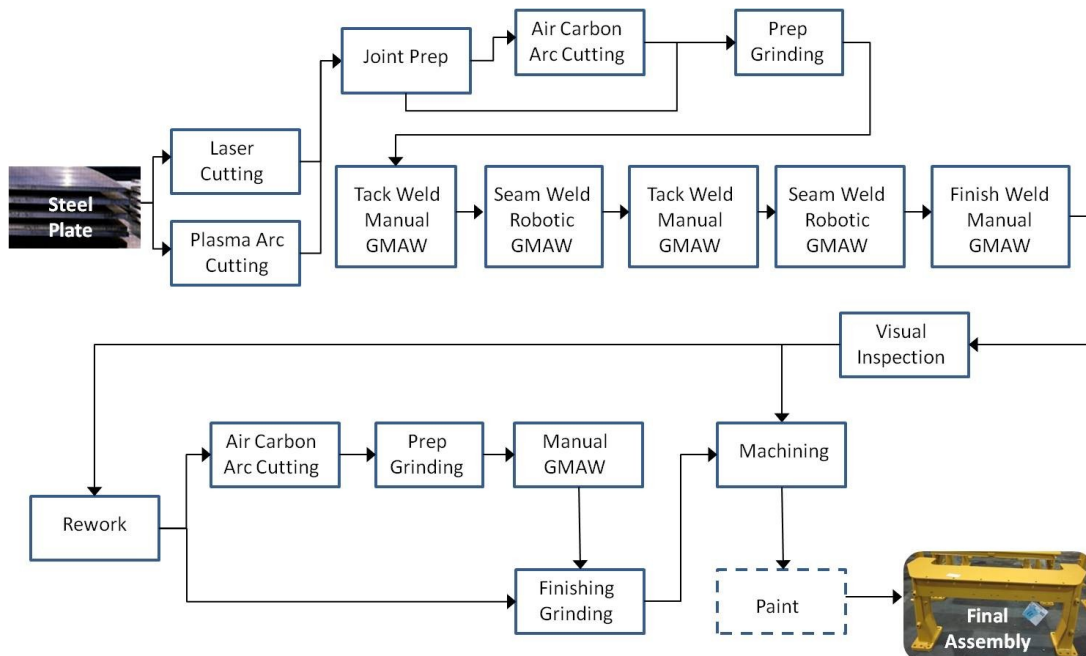 Air Carbon
Arc Cutting
Prep
Grinding
Joint Prep
Laser
Cutting
Steel
Plate
Plasma Arc
Cutting
Tack Weld
Manual
GMAW
Seam Weld
Robotic
GMAW
Tack Weld
Manual
GMAW
Seam Weld
Robotic
GMAW
Finish Weld
Manual
GMAW
Visual
Inspection
Air Carbon
Arc Cutting
Prep
Grinding
Manual
GMAW
Machining
Rework
Finishing
Grinding
Paint
Final
Assembly